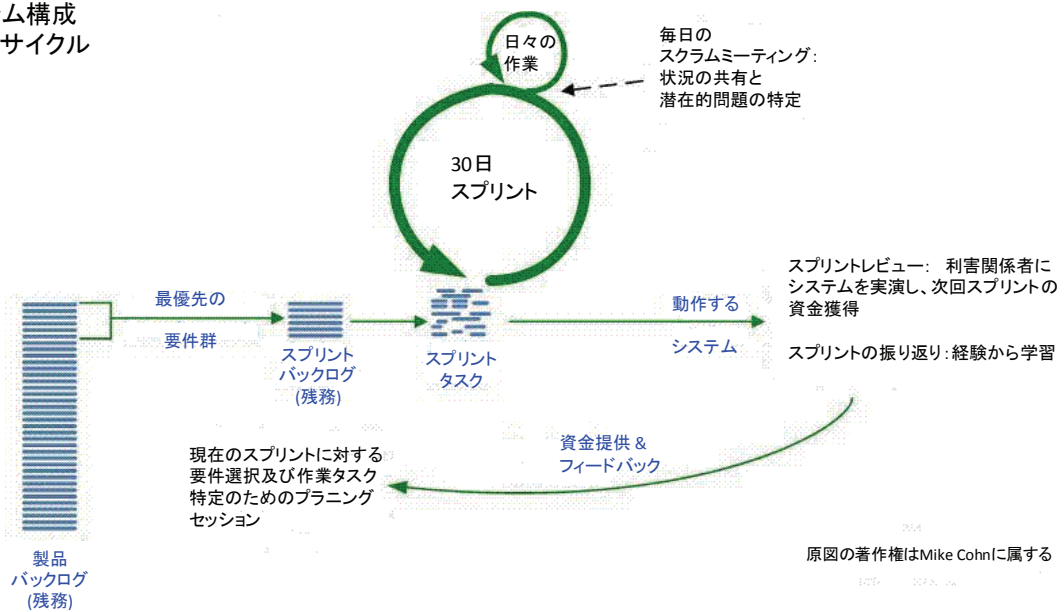 ム構成
サイクル
日々の
作業
毎日の
スクラムミーティング:
状況の共有と
潜在的問題の特定
30日
スプリント
最優先の
要件群
スプリント
バックログ
(残務)
スプリント
タスク
動作する
システム
スプリントレビュー: 利害関係者に
システムを実演し、次回スプリントの
資金獲得
スプリントの振り返り:経験から学習
資金提供 &
フィードバック
現在のスプリントに対する
要件選択及び作業タスク
特定のためのプラニング
セッション
製品
バックログ
(残務)
原図の著作権はMike Cohnに属する